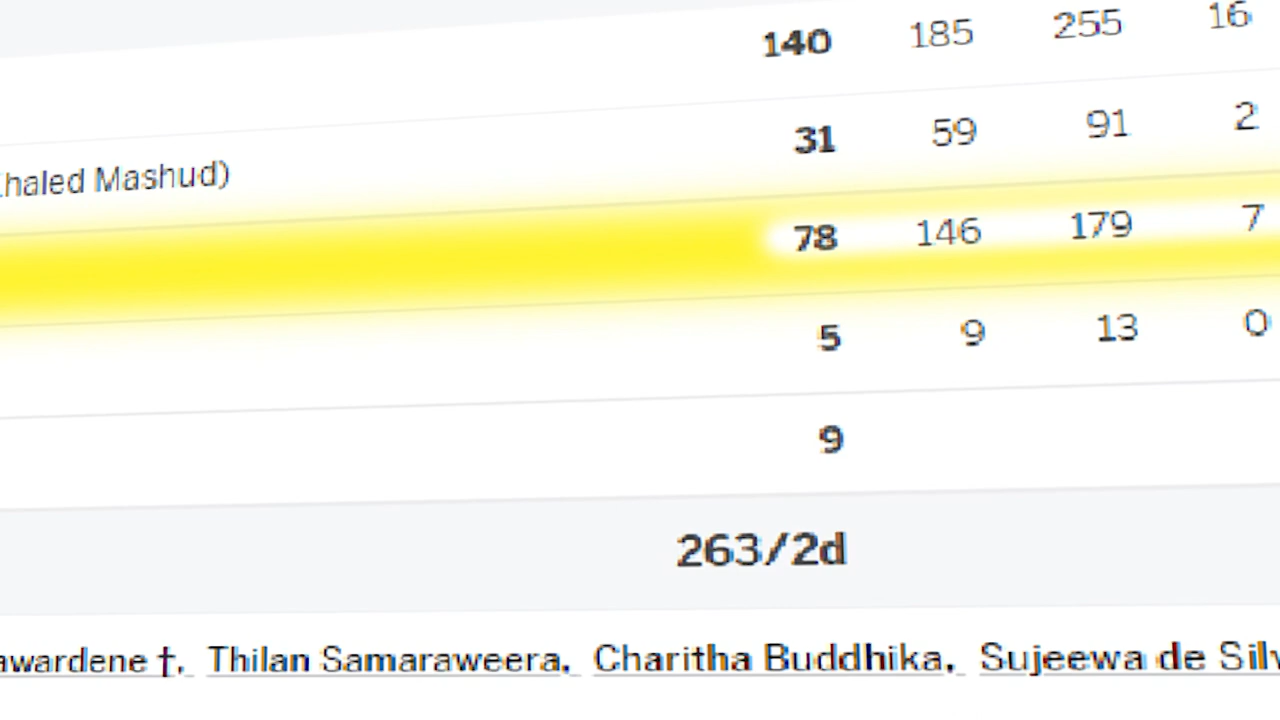 140 185 255 16
31 59 91 2
haled Mashud)
78 146 179 7
5 9 13 0
9
263/2d
awardene †, Thilan Samaraweera, Charitha Buddhika, Sujeewa de Silv